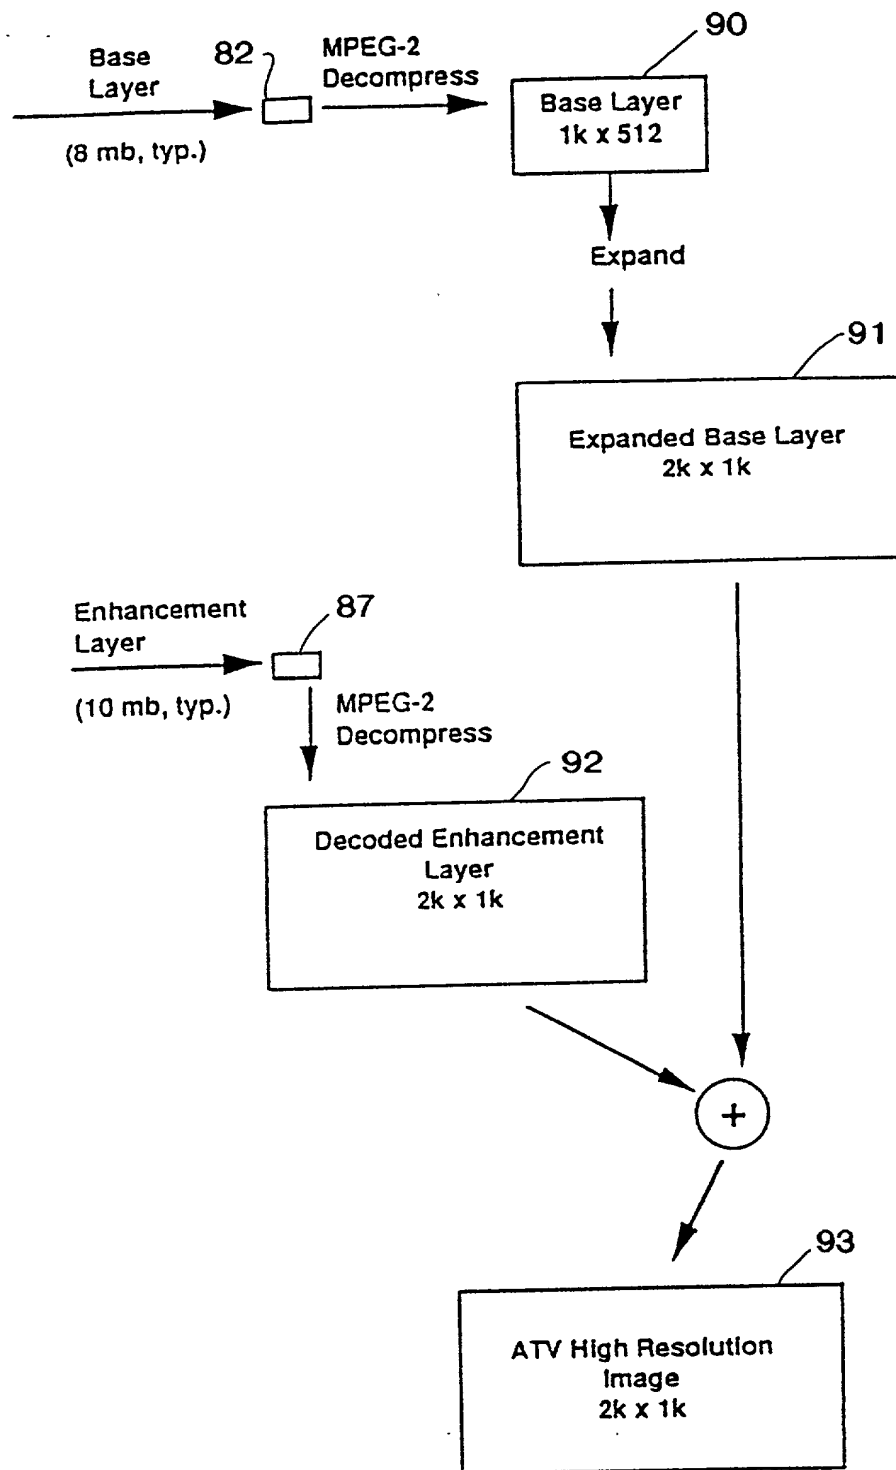 Base
Layer
(8 mb, typ.)
82
MPEG-2
Decompress
90
Base Layer
1k x 512
Expand
91
Expanded Base Layer
2k x 1k
Enhancement
Layer
(10 mb, typ.)
87
MPEG-2
Decompress
92
Decoded Enhancement
Layer
2k x 1k
+
93
ATV High Resolution
Image
2k x 1k